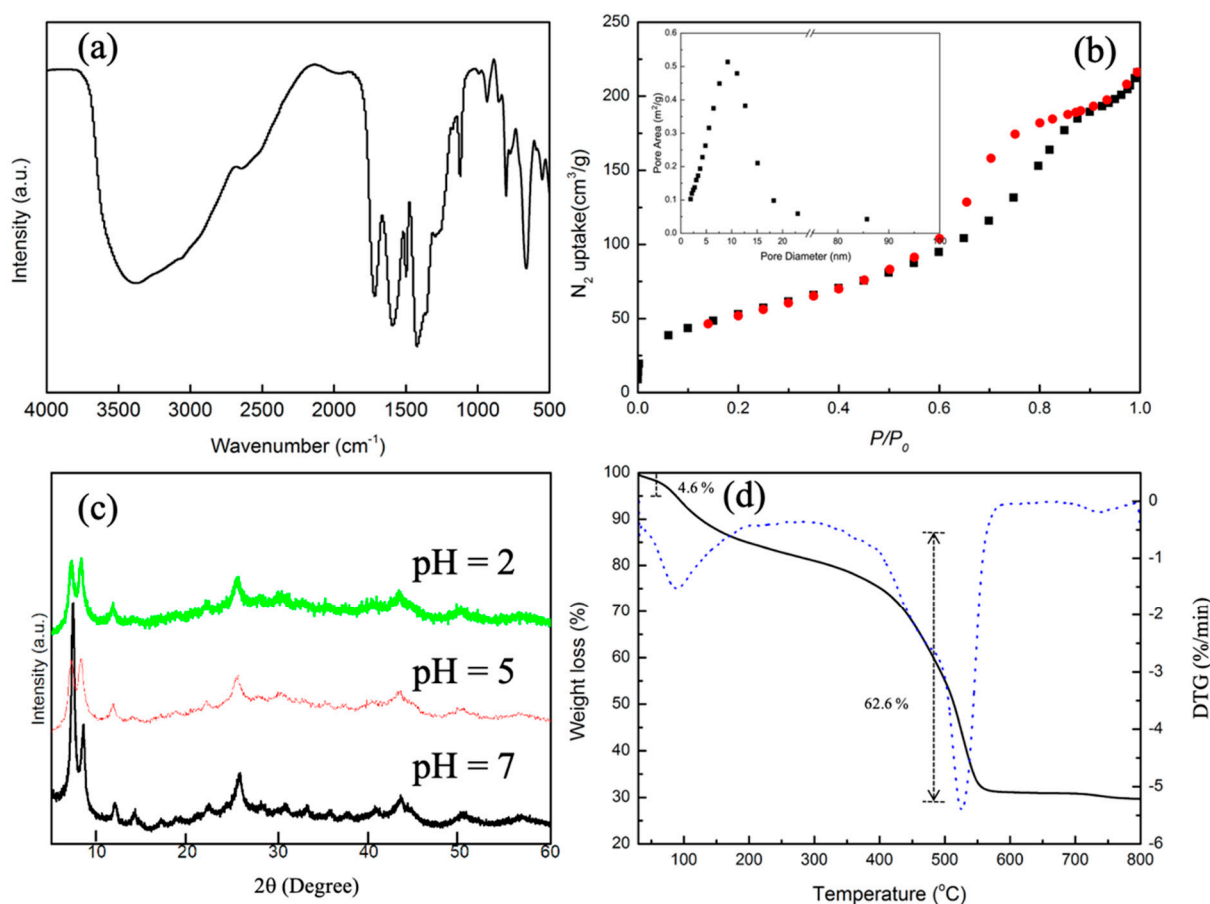 (a)
Intensity (a.u.)
4000 3500 3000 2500 2000 1500 1000 500
Wavenumber (cm⁻¹)
(b)
N₂ uptake(cm³/g)
250
200
150
100
50
0
0.0 0.2 0.4 0.6 0.8 1.0
P/P₀
Pore Area (m²/g)
0.6
0.5
0.4
0.3
0.2
0.1
0.0
0 5 10 15 20 80 90 100
Pore Diameter (nm)
(c)
Intensity (a.u.)
pH = 2
pH = 5
pH = 7
10 20 30 40 50 60
2θ (Degree)
(d)
Weight loss (%)
100
90
80
70
60
50
40
30
20
4.6 %
62.6 %
100 200 300 400 500 600 700 800
Temperature (°C)
0
-1
-2
-3
-4
-5
-6
DTG (%/min)